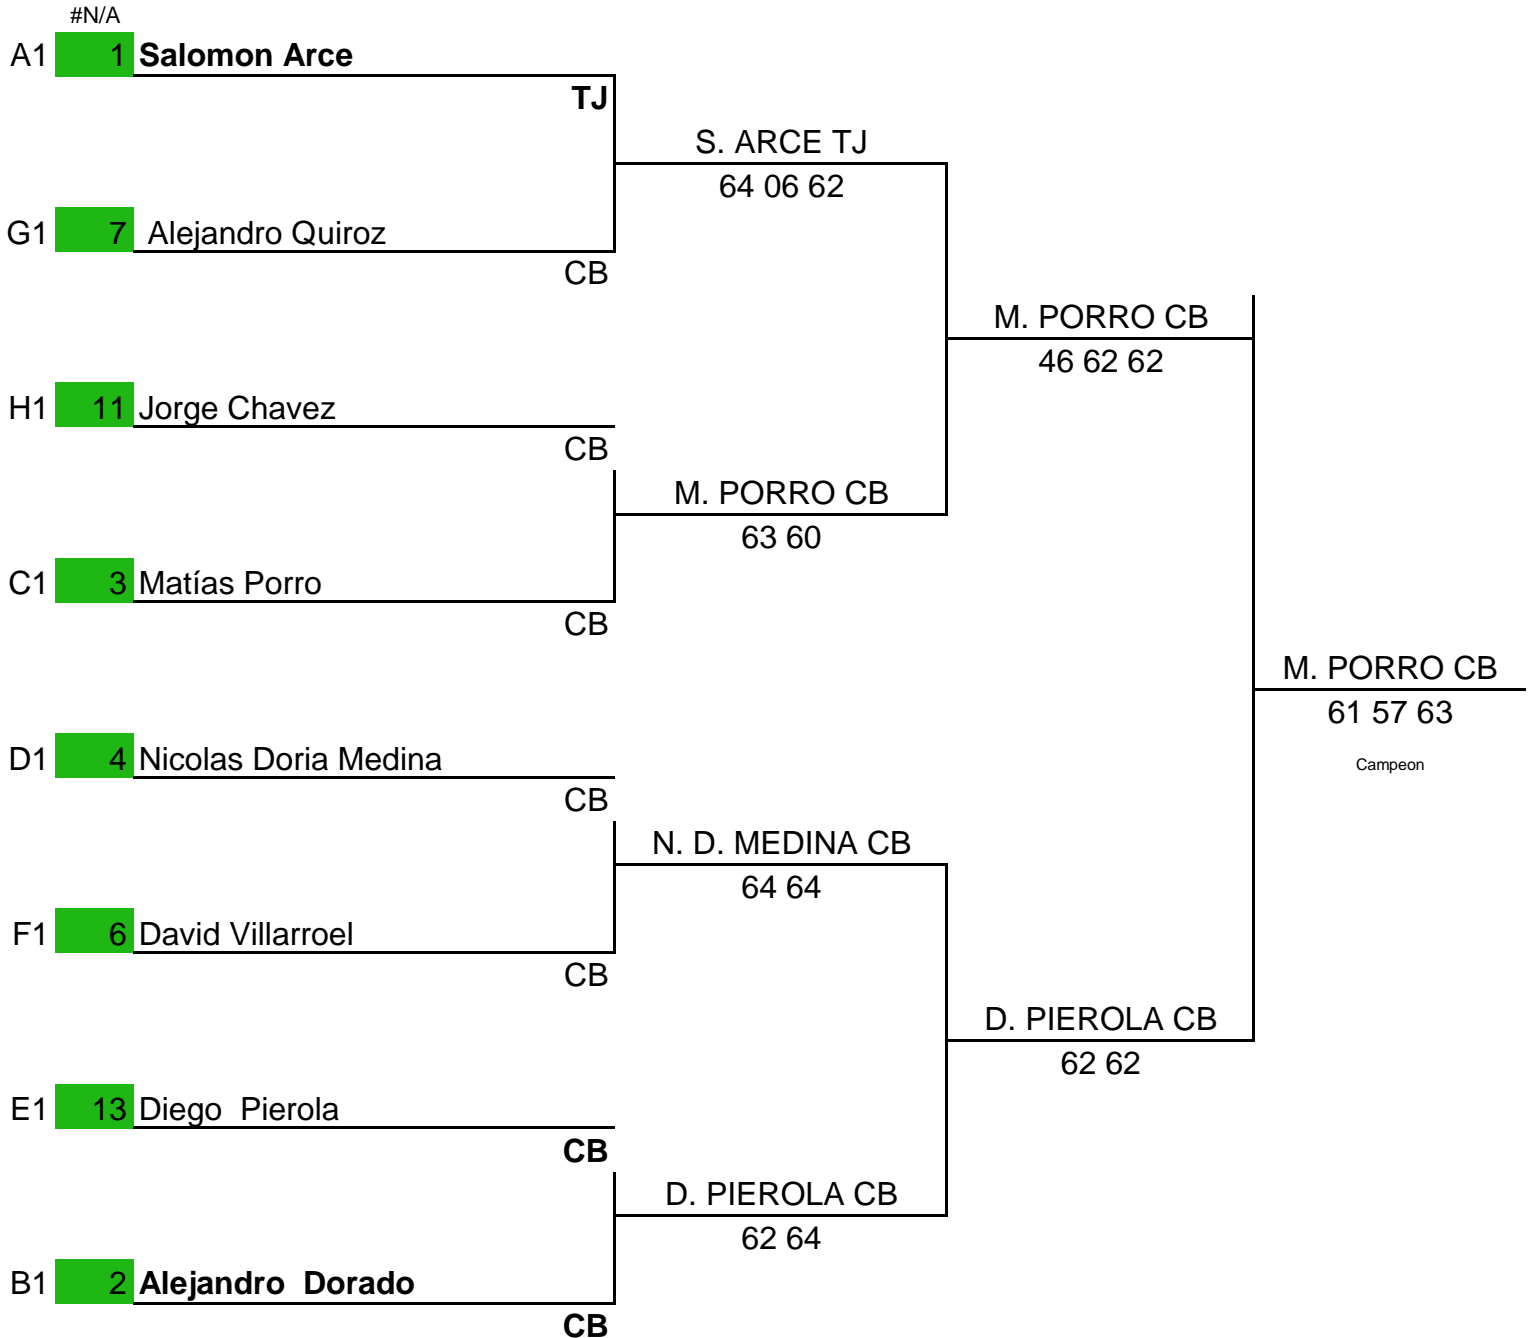 #N/A
A1 1 Salomon Arce
TJ
S. ARCE TJ
64 06 62
G1 7 Alejandro Quiroz
CB
M. PORRO CB
46 62 62
H1 11 Jorge Chavez
CB
M. PORRO CB
63 60
C1 3 Matías Porro
CB
M. PORRO CB
61 57 63
Campeon
D1 4 Nicolas Doria Medina
CB
N. D. MEDINA CB
64 64
F1 6 David Villarroel
CB
D. PIEROLA CB
62 62
E1 13 Diego Pierola
CB
D. PIEROLA CB
62 64
B1 2 Alejandro Dorado
CB